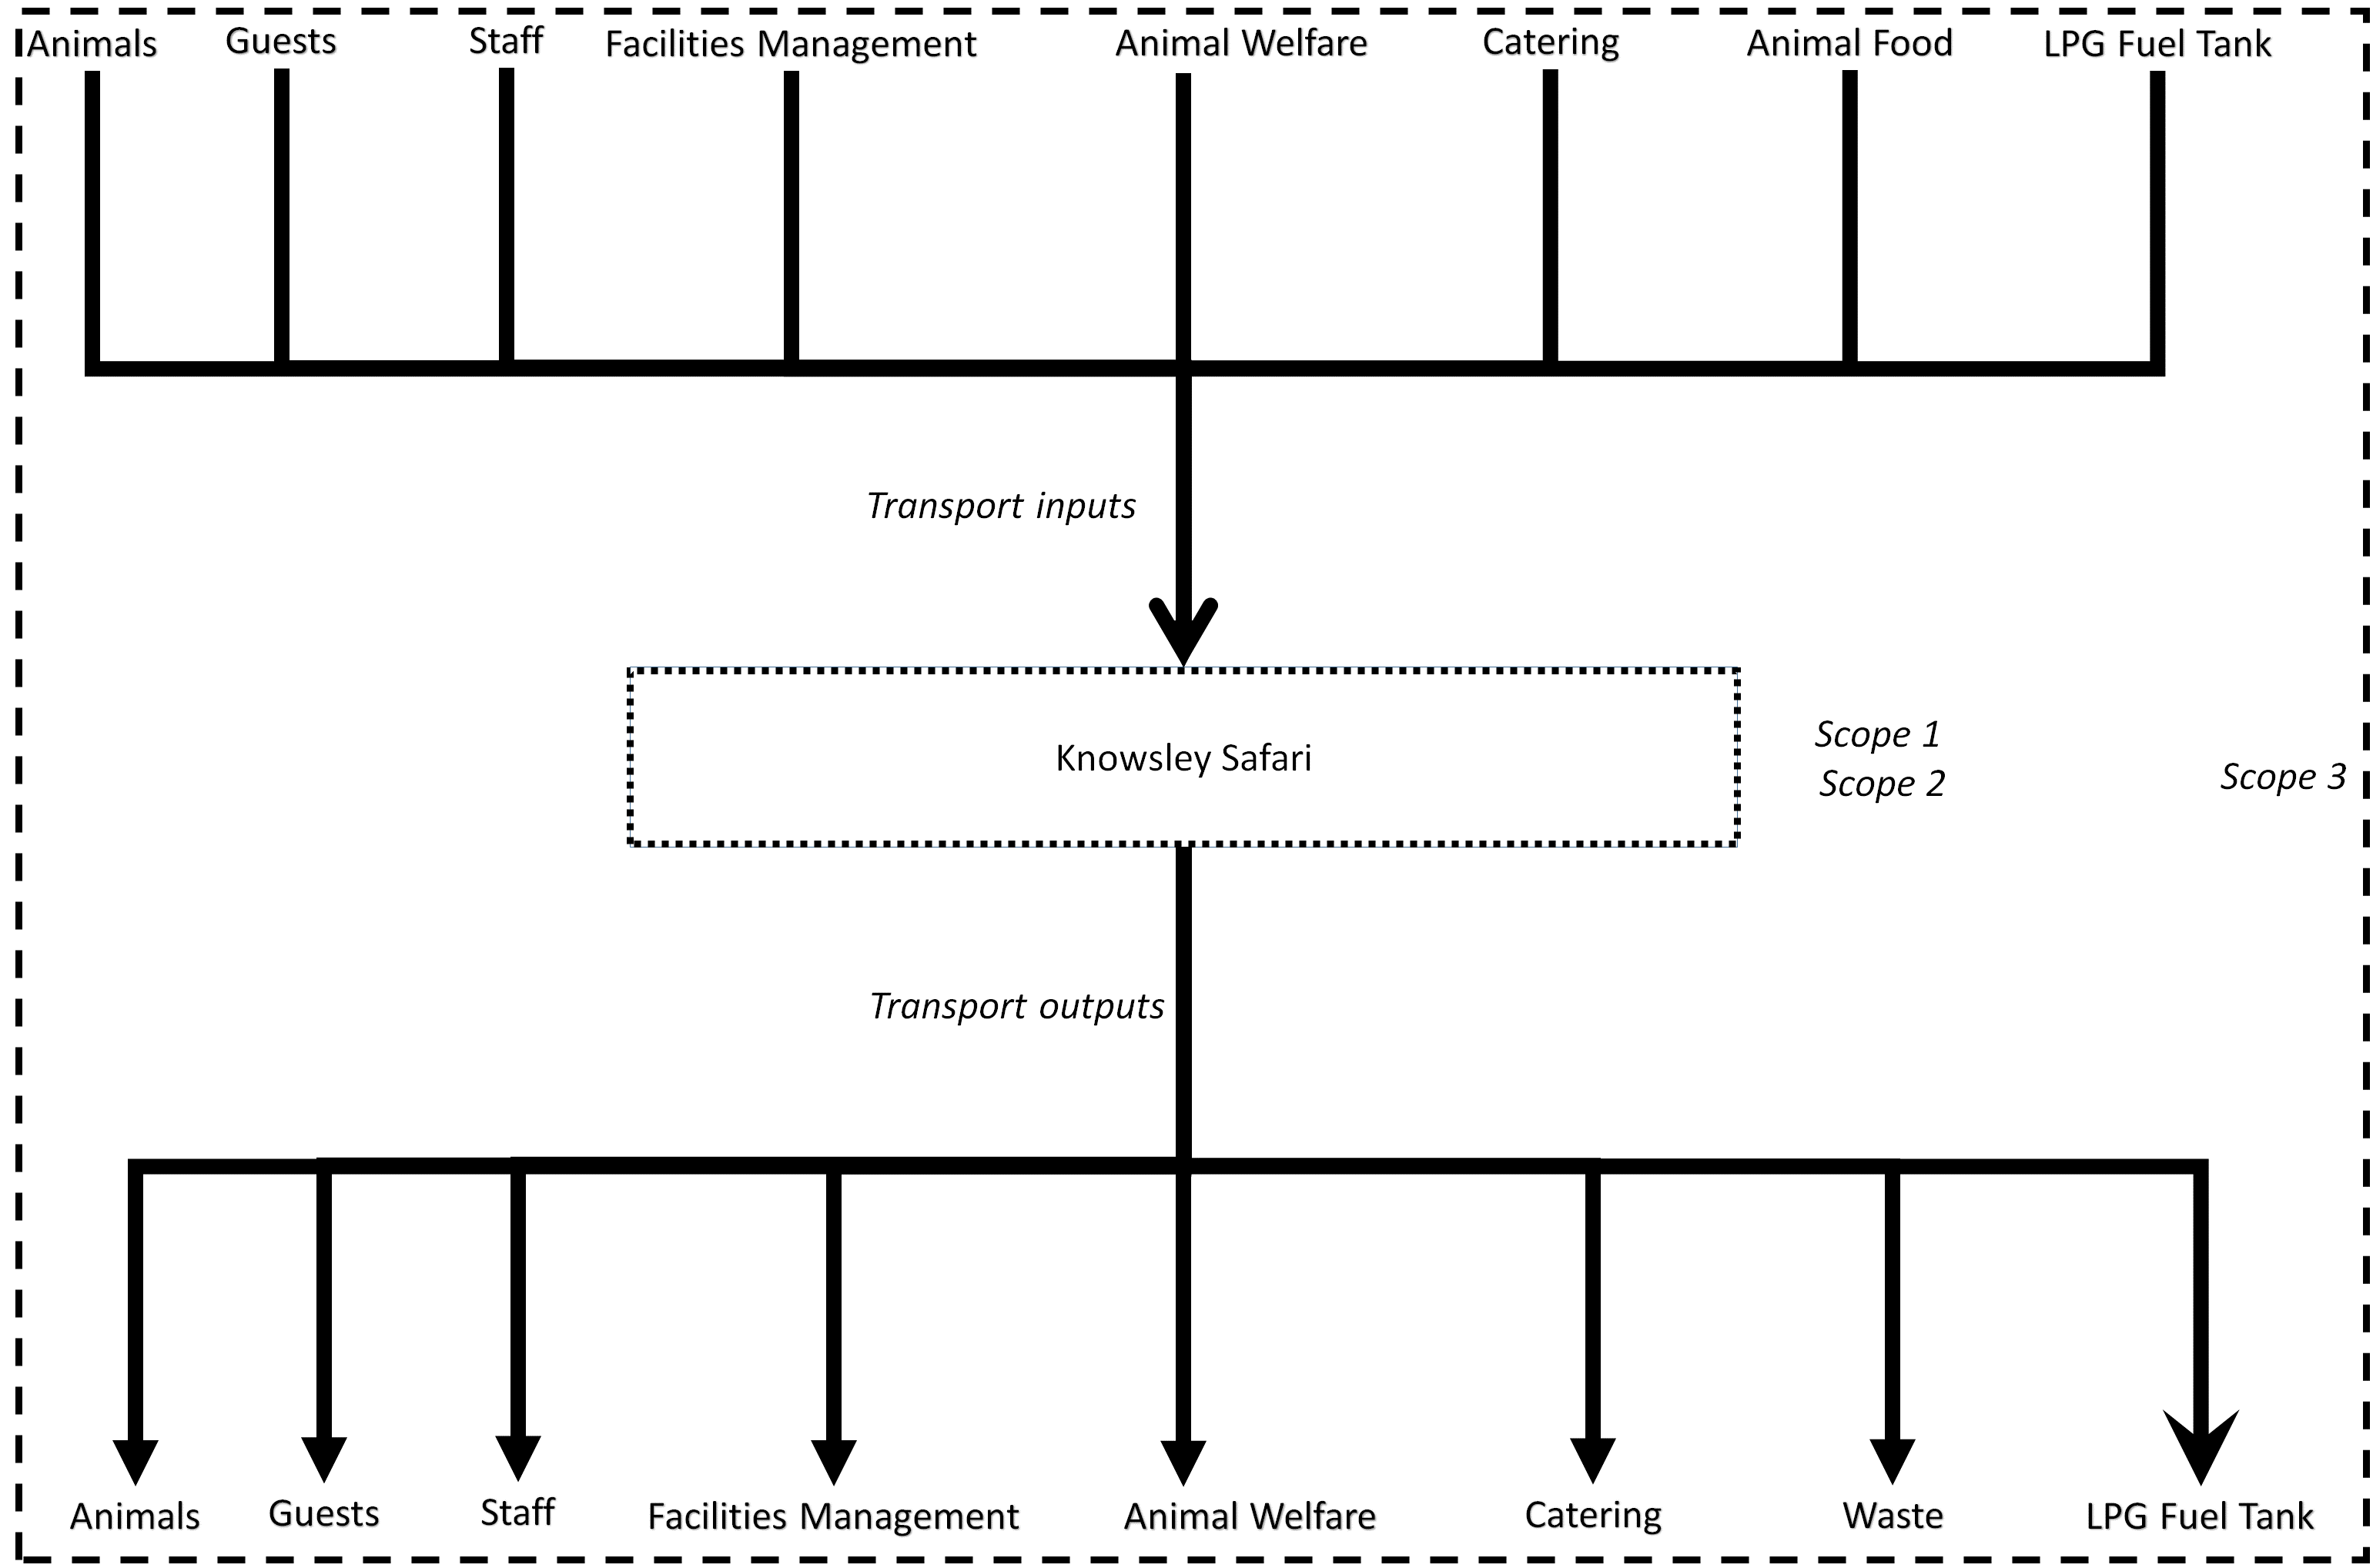 Animals
Guests
Staff
Facilities Management
Animal Welfare
Catering
Animal Food
LPG Fuel Tank
Transport inputs
Knowsley Safari
Scope 1
Scope 2
Scope 3
Transport outputs
Animals
Guests
Staff
Facilities Management
Animal Welfare
Catering
Waste
LPG Fuel Tank